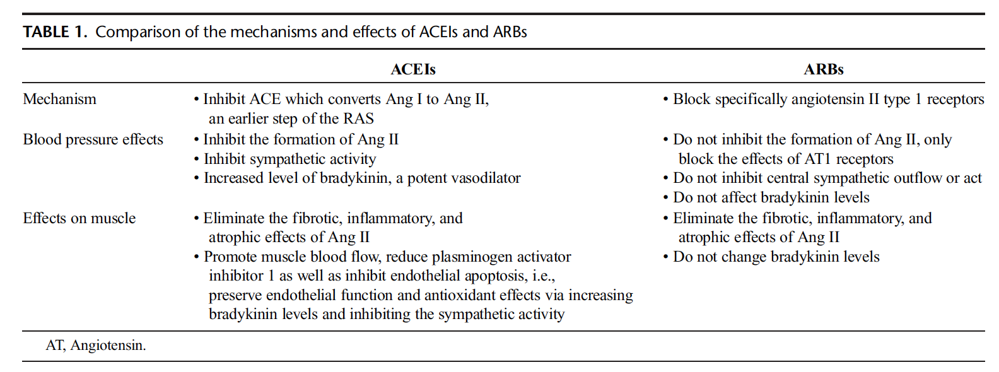 TABLE 1. Comparison of the mechanisms and effects of ACEIs and ARBs
ACEIs ARBs
Mechanism • Inhibit ACE which converts Ang I to Ang II, • Block specifically angiotensin II type 1 receptors
an earlier step of the RAS
Blood pressure effects • Inhibit the formation of Ang II • Do not inhibit the formation of Ang II, only
• Inhibit sympathetic activity block the effects of AT1 receptors
• Increased level of bradykinin, a potent vasodilator • Do not inhibit central sympathetic outflow or act
• Do not affect bradykinin levels
Effects on muscle • Eliminate the fibrotic, inflammatory, and • Eliminate the fibrotic, inflammatory, and
atrophic effects of Ang II atrophic effects of Ang II
• Promote muscle blood flow, reduce plasminogen activator • Do not change bradykinin levels
inhibitor 1 as well as inhibit endothelial apoptosis, i.e.,
preserve endothelial function and antioxidant effects via increasing
bradykinin levels and inhibiting the sympathetic activity
AT, Angiotensin.